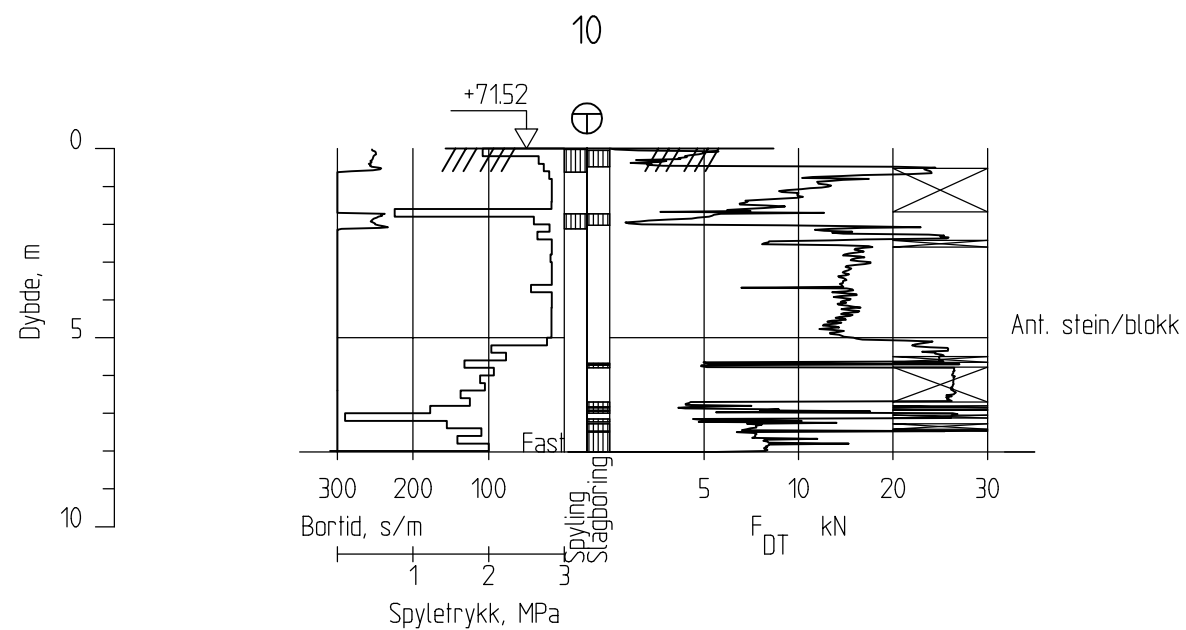 10
+71.52
0
5
10
Dybde, m
Ant. stein/blokk
Fast
300 200 100
Bortid, s/m
1 2 3
Spyletrykk, MPa
Spyling
Slagboring
5 10 20 30
FDT kN